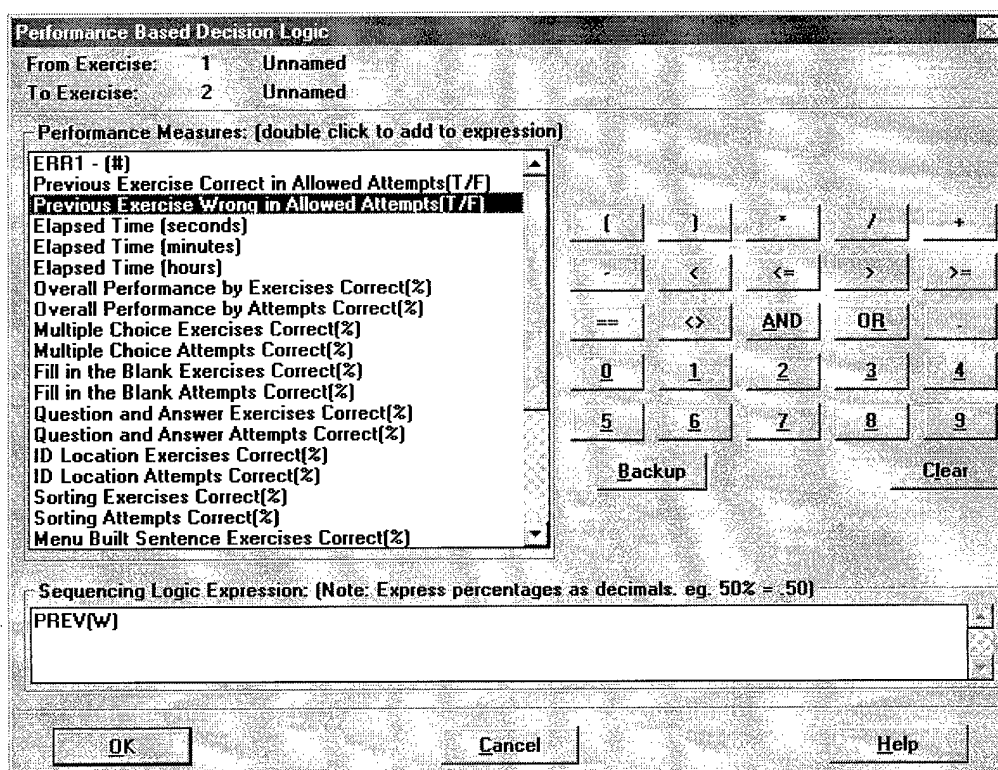 Performance Based Decision Logic
From Exercise: 1 Unnamed
To Exercise: 2 Unnamed
Performance Measures: (double click to add to expression)
ERR1 - (#)
Previous Exercise Correct in Allowed Attempts(T/F)
Previous Exercise Wrong in Allowed Attempts(T/F)
Elapsed Time (seconds)
Elapsed Time (minutes)
Elapsed Time (hours)
Overall Performance by Exercises Correct(%)
Overall Performance by Attempts Correct(%)
Multiple Choice Exercises Correct(%)
Multiple Choice Attempts Correct(%)
Fill in the Blank Exercises Correct(%)
Fill in the Blank Attempts Correct(%)
Question and Answer Exercises Correct(%)
Question and Answer Attempts Correct(%)
ID Location Exercises Correct(%)
ID Location Attempts Correct(%)
Sorting Exercises Correct(%)
Sorting Attempts Correct(%)
Menu Built Sentence Exercises Correct(%)
( ) * / +
- < <= > >=
== <> AND OR .
0 1 2 3 4
5 6 7 8 9
Backup Clear
Sequencing Logic Expression: (Note: Express percentages as decimals. eg. 50% = .50)
PREV(W)
OK Cancel Help